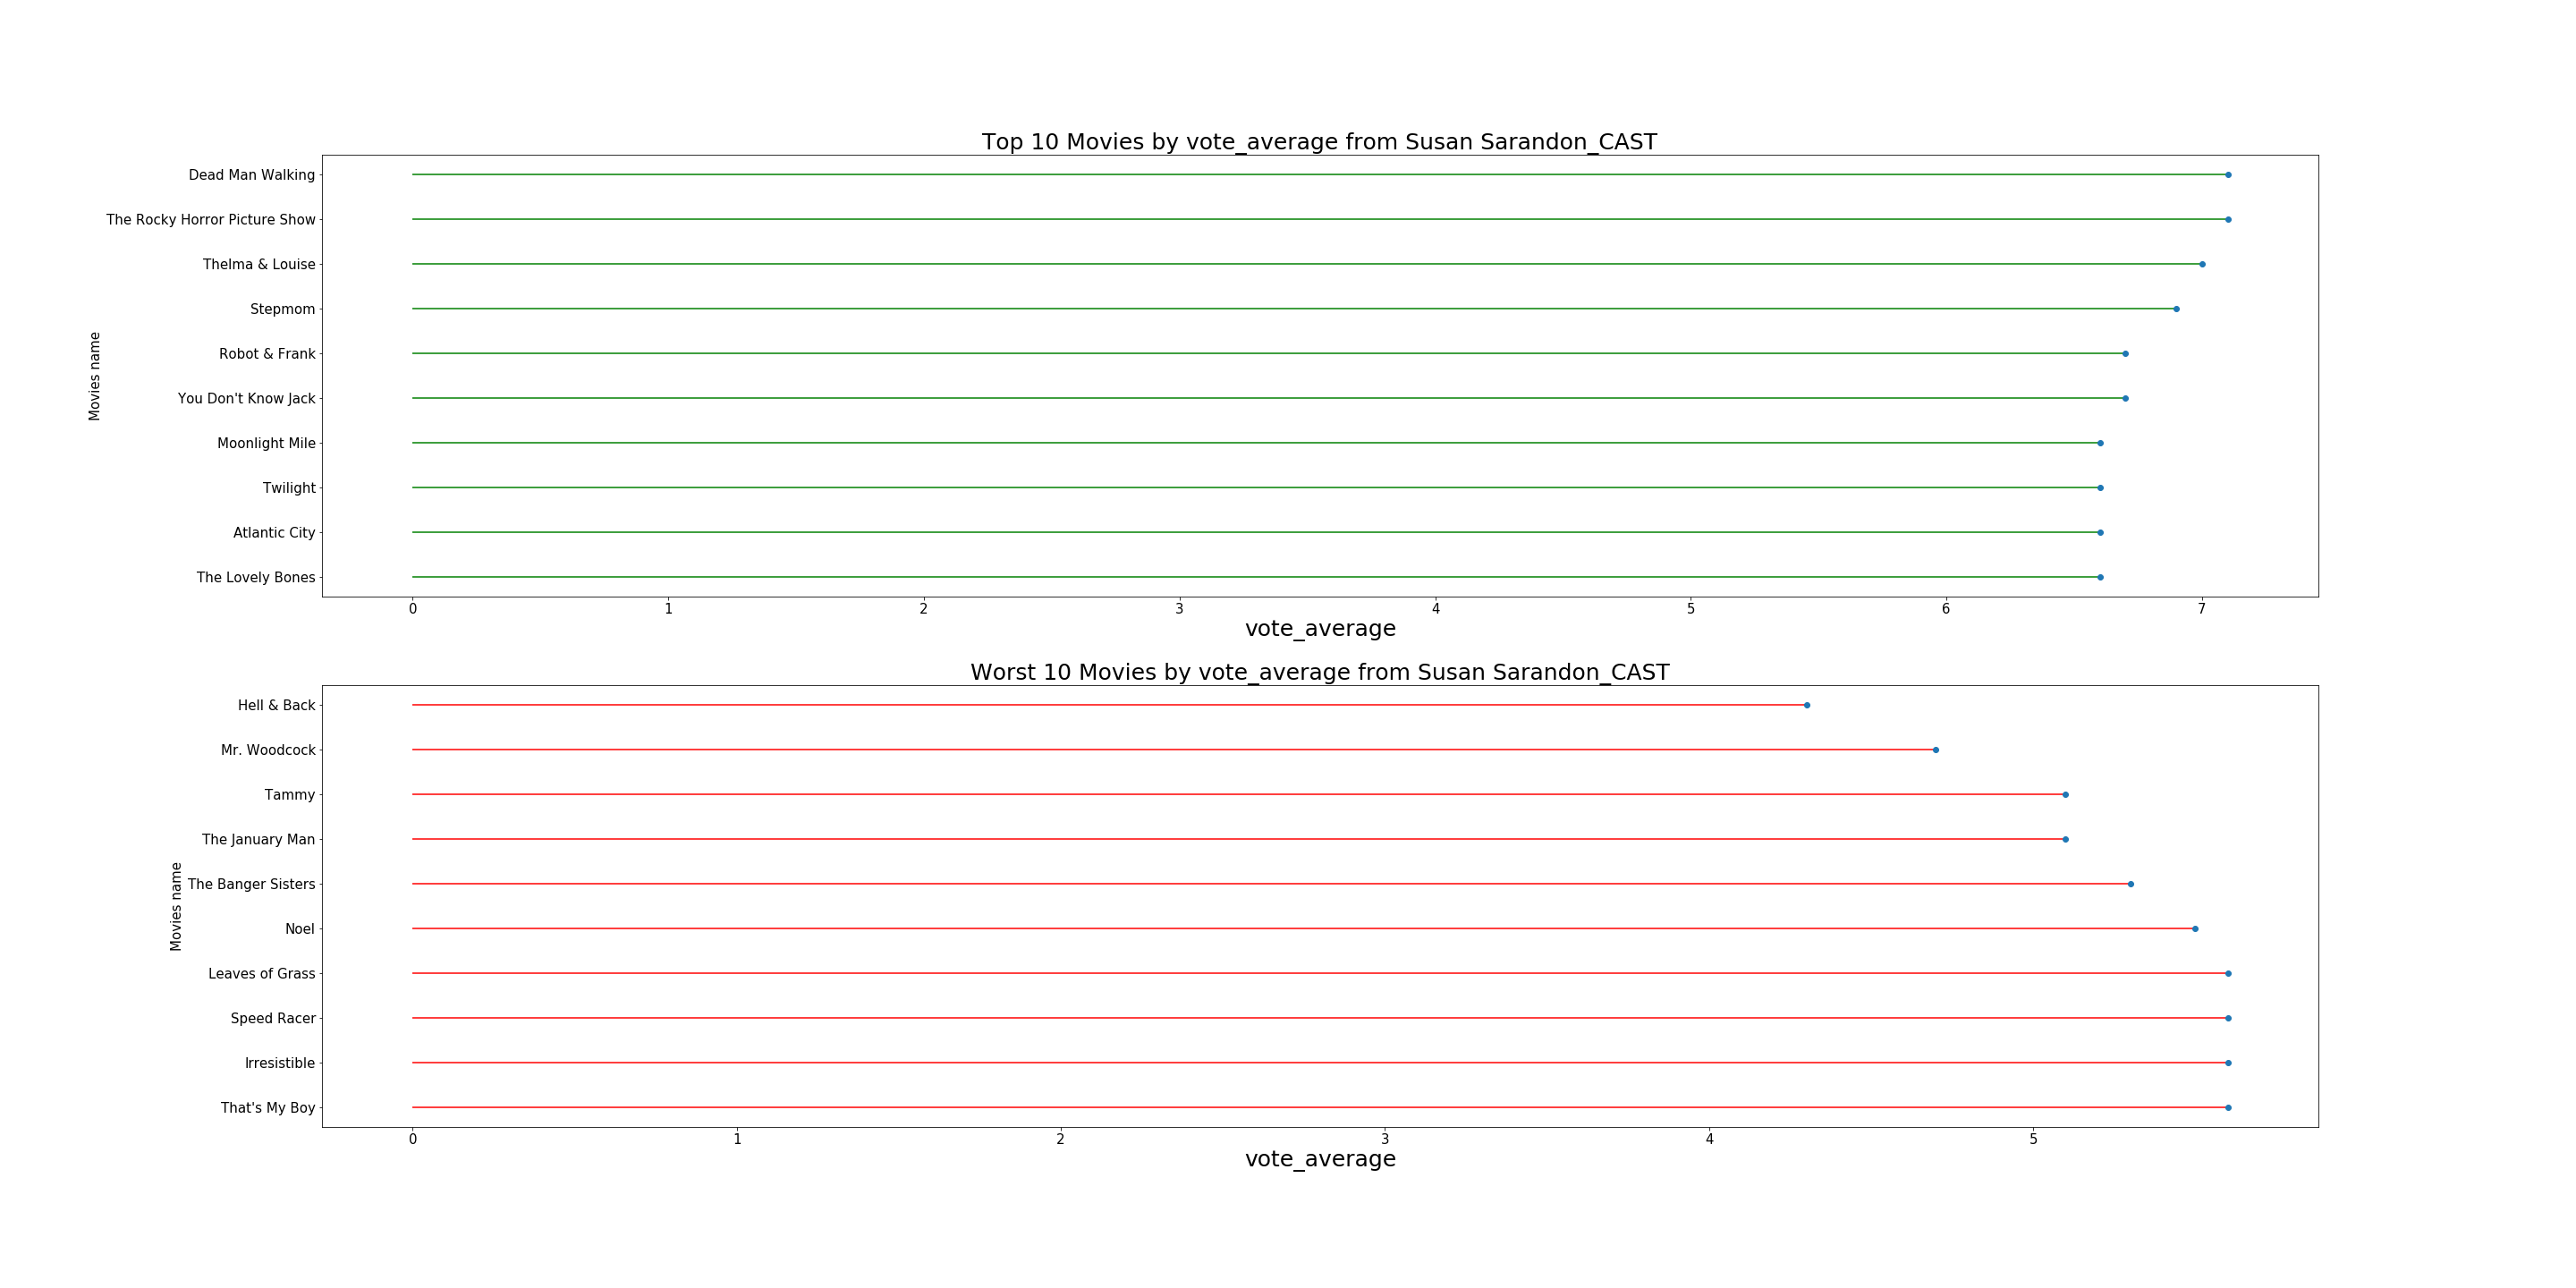 Top 10 Movies by vote_average from Susan Sarandon_CAST
Movies name
Dead Man Walking
The Rocky Horror Picture Show
Thelma & Louise
Stepmom
Robot & Frank
You Don't Know Jack
Moonlight Mile
Twilight
Atlantic City
The Lovely Bones
0 1 2 3 4 5 6 7
vote_average
Worst 10 Movies by vote_average from Susan Sarandon_CAST
Movies name
Hell & Back
Mr. Woodcock
Tammy
The January Man
The Banger Sisters
Noel
Leaves of Grass
Speed Racer
Irresistible
That's My Boy
0 1 2 3 4 5
vote_average